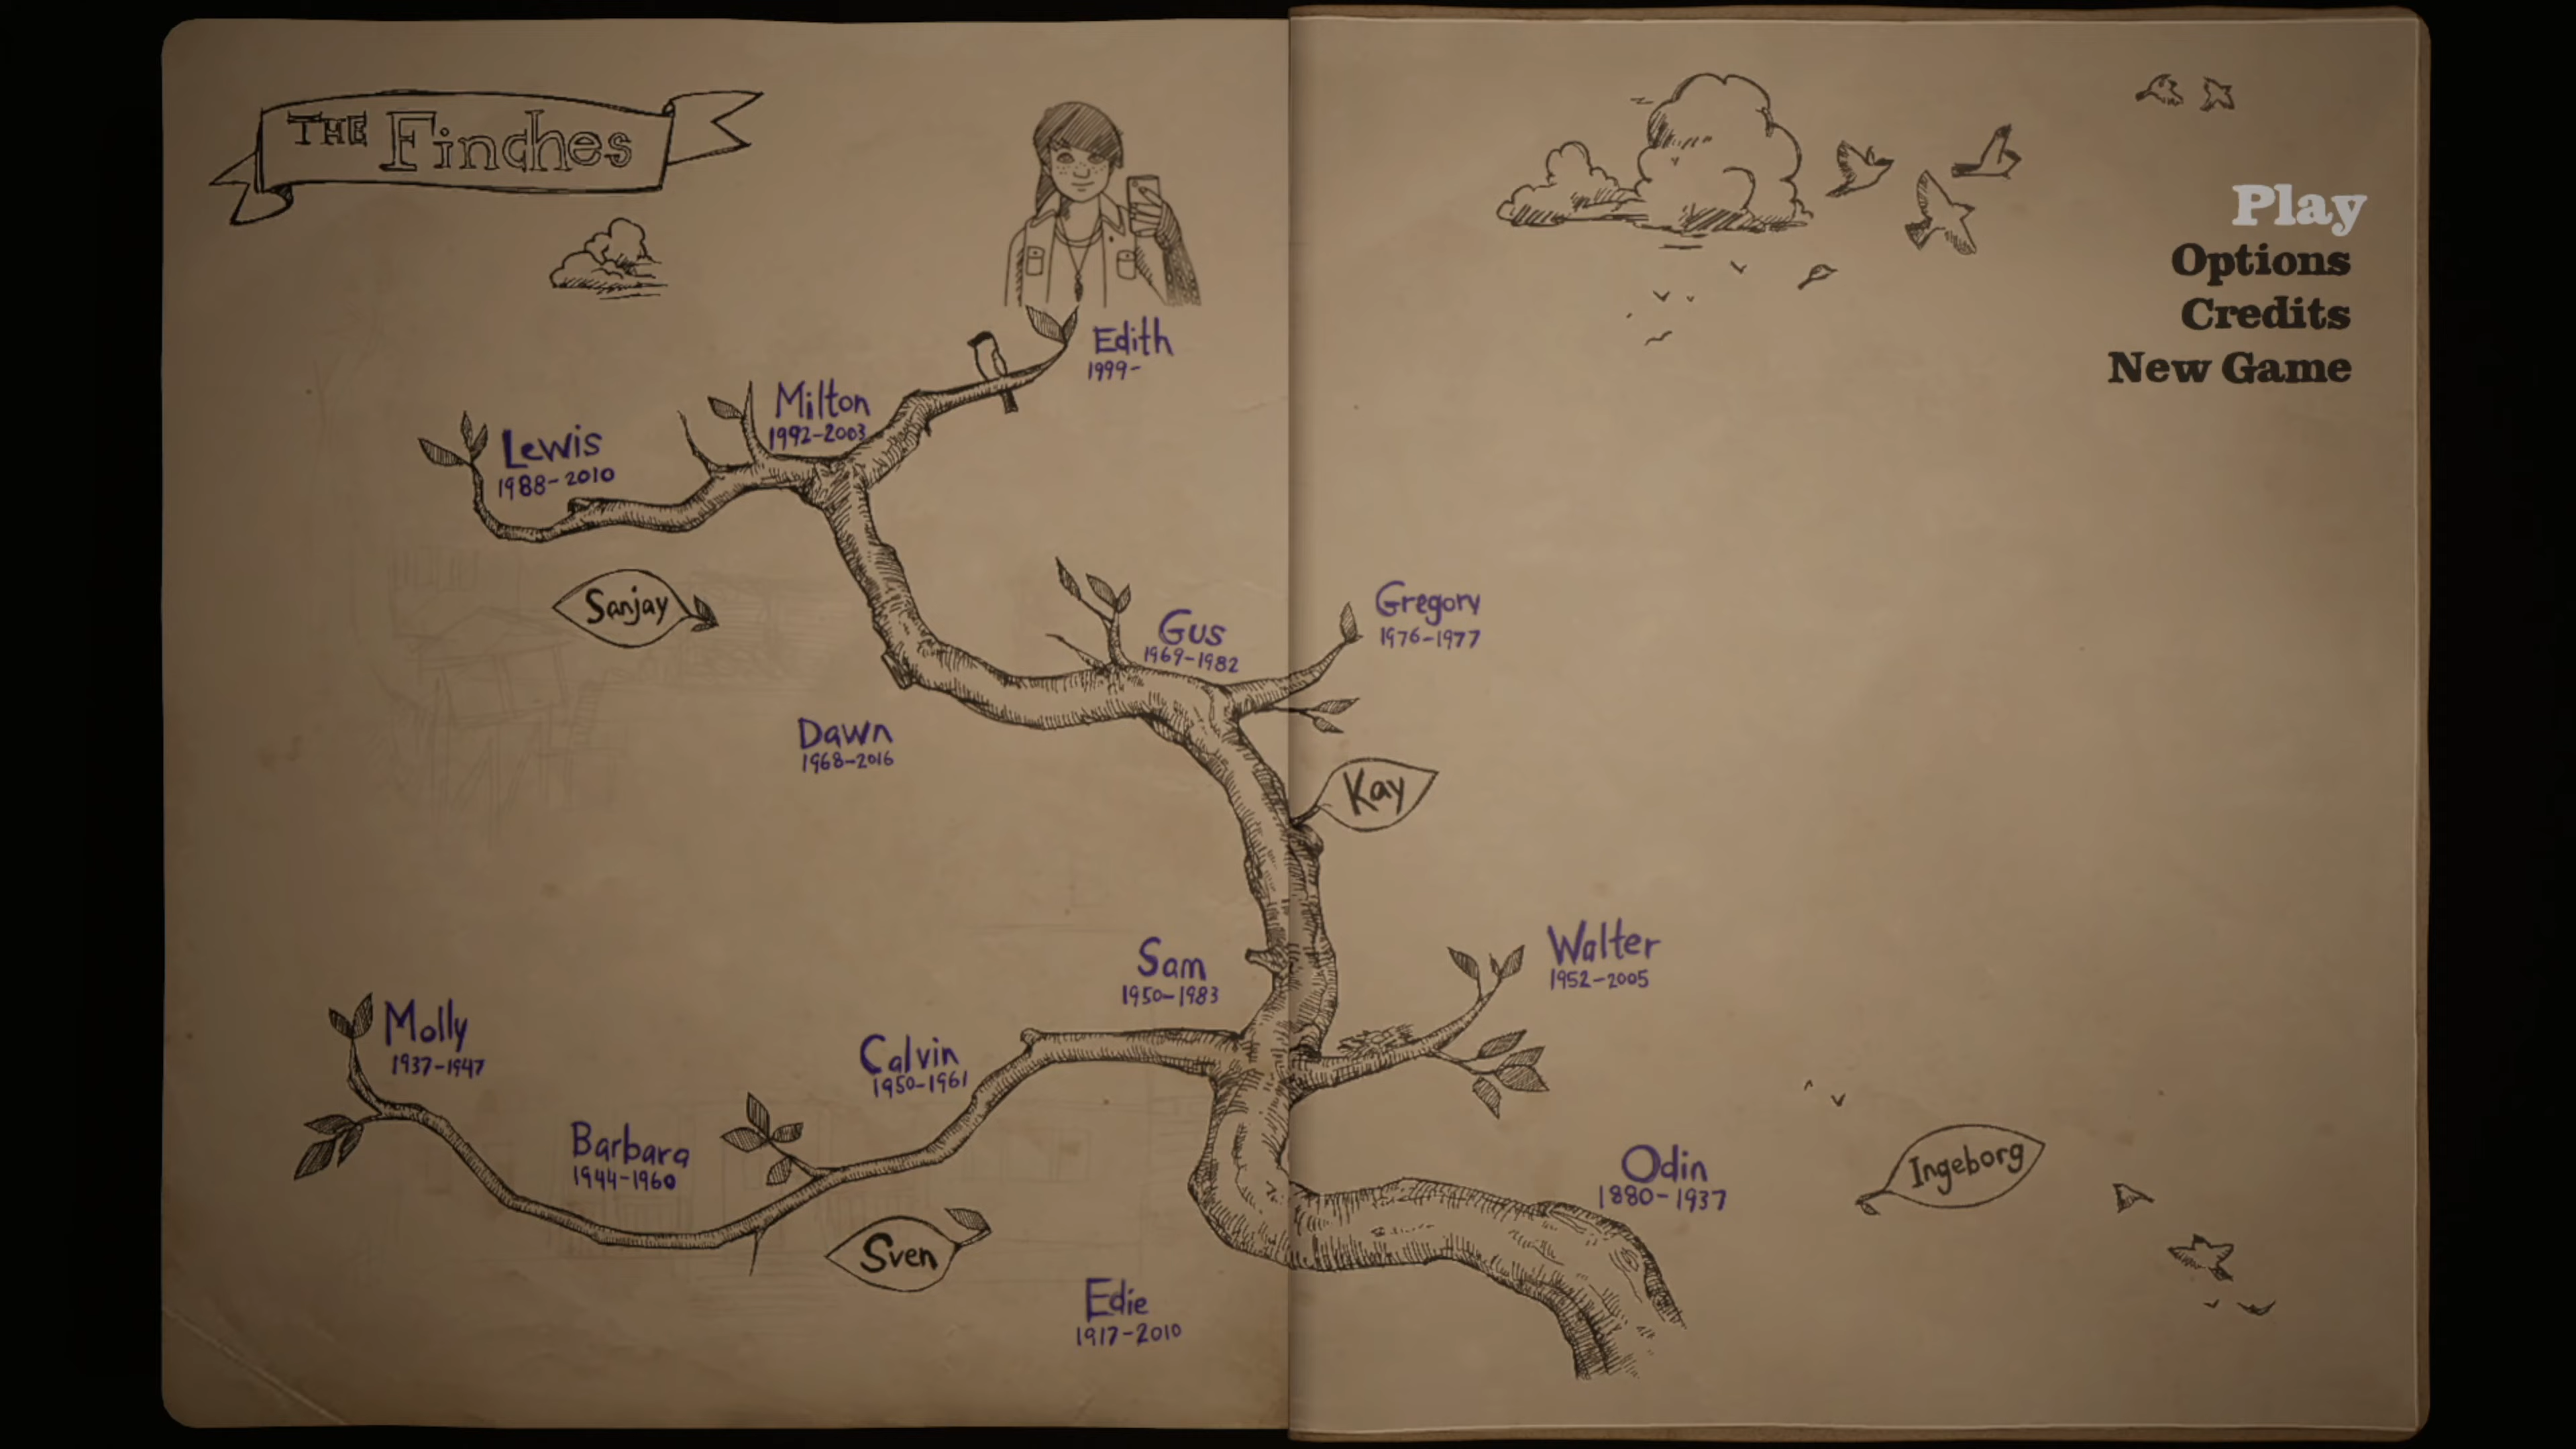 THE Finches
Play
Options
Credits
New Game
Edith
1999-
Milton
1992-2003
Lewis
1988-2010
Sanjay
Gus
1969-1982
Gregory
1976-1977
Dawn
1968-2016
Kay
Sam
1950-1983
Walter
1952-2005
Molly
1937-1947
Calvin
1950-1961
Barbara
1944-1960
Sven
Odin
1880-1937
Ingeborg
Edie
1917-2010